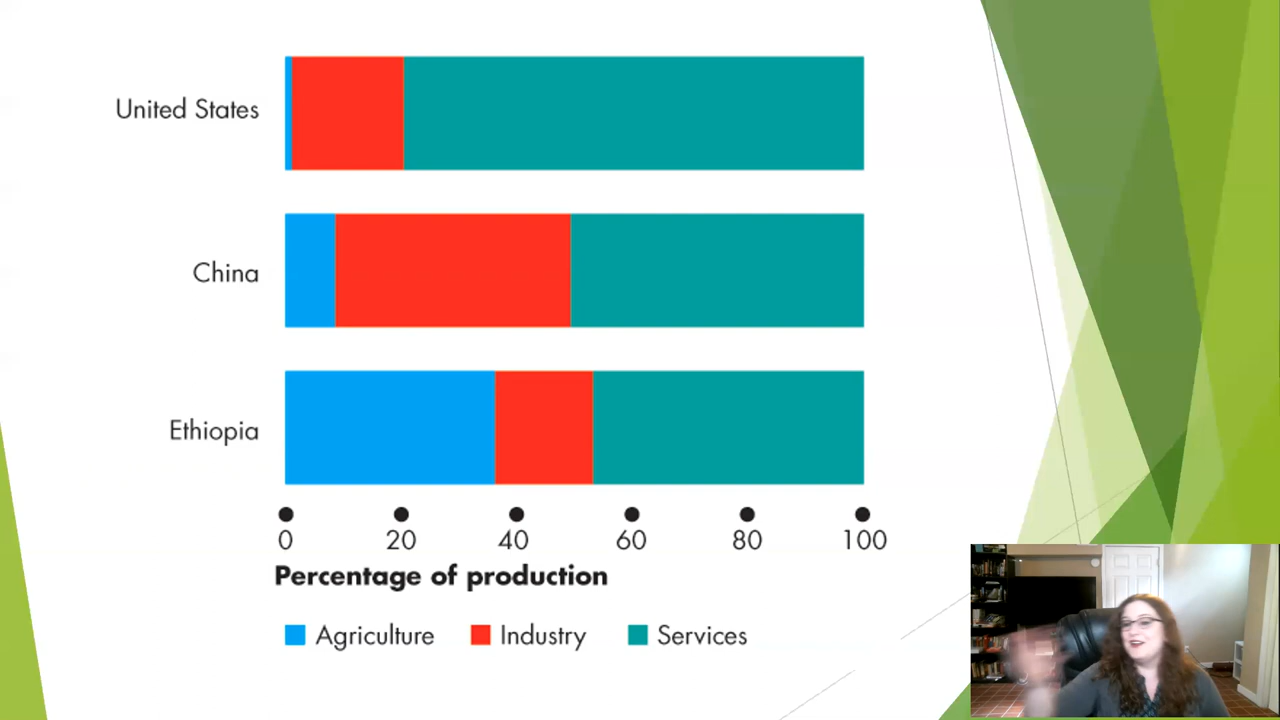 United States
China
Ethiopia
0 20 40 60 80 100
Percentage of production
Agriculture Industry Services